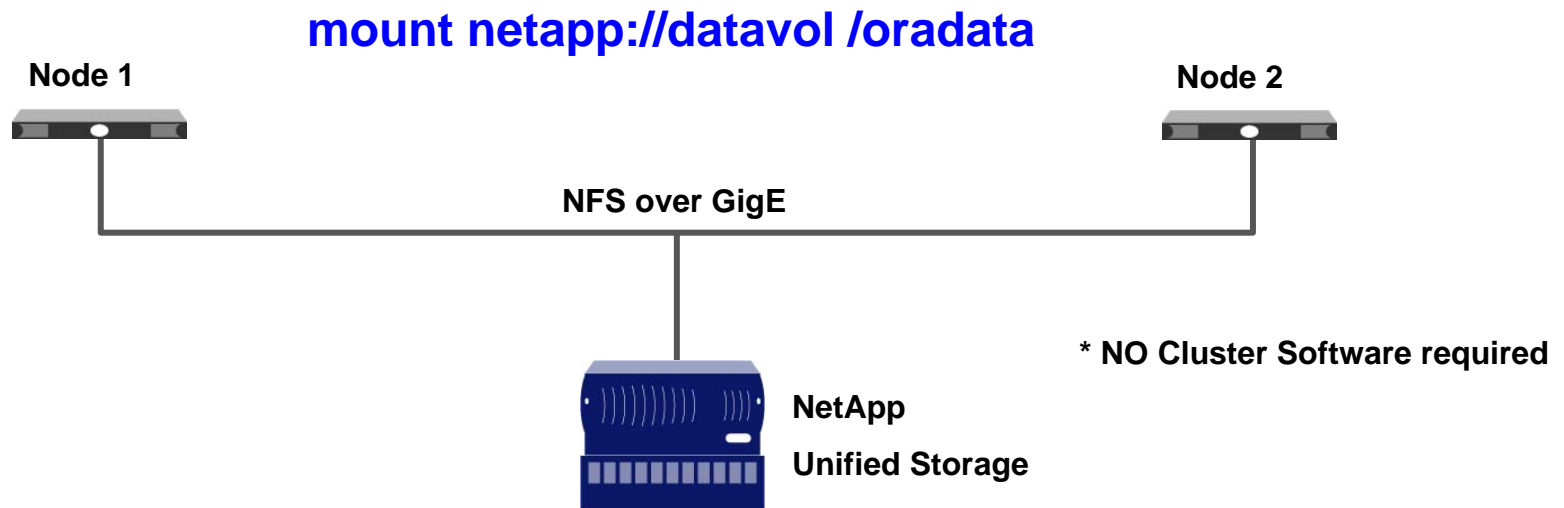 mount netapp://datavol /oradata
Node 1
Node 2
NFS over GigE
* NO Cluster Software required
NetApp
Unified Storage